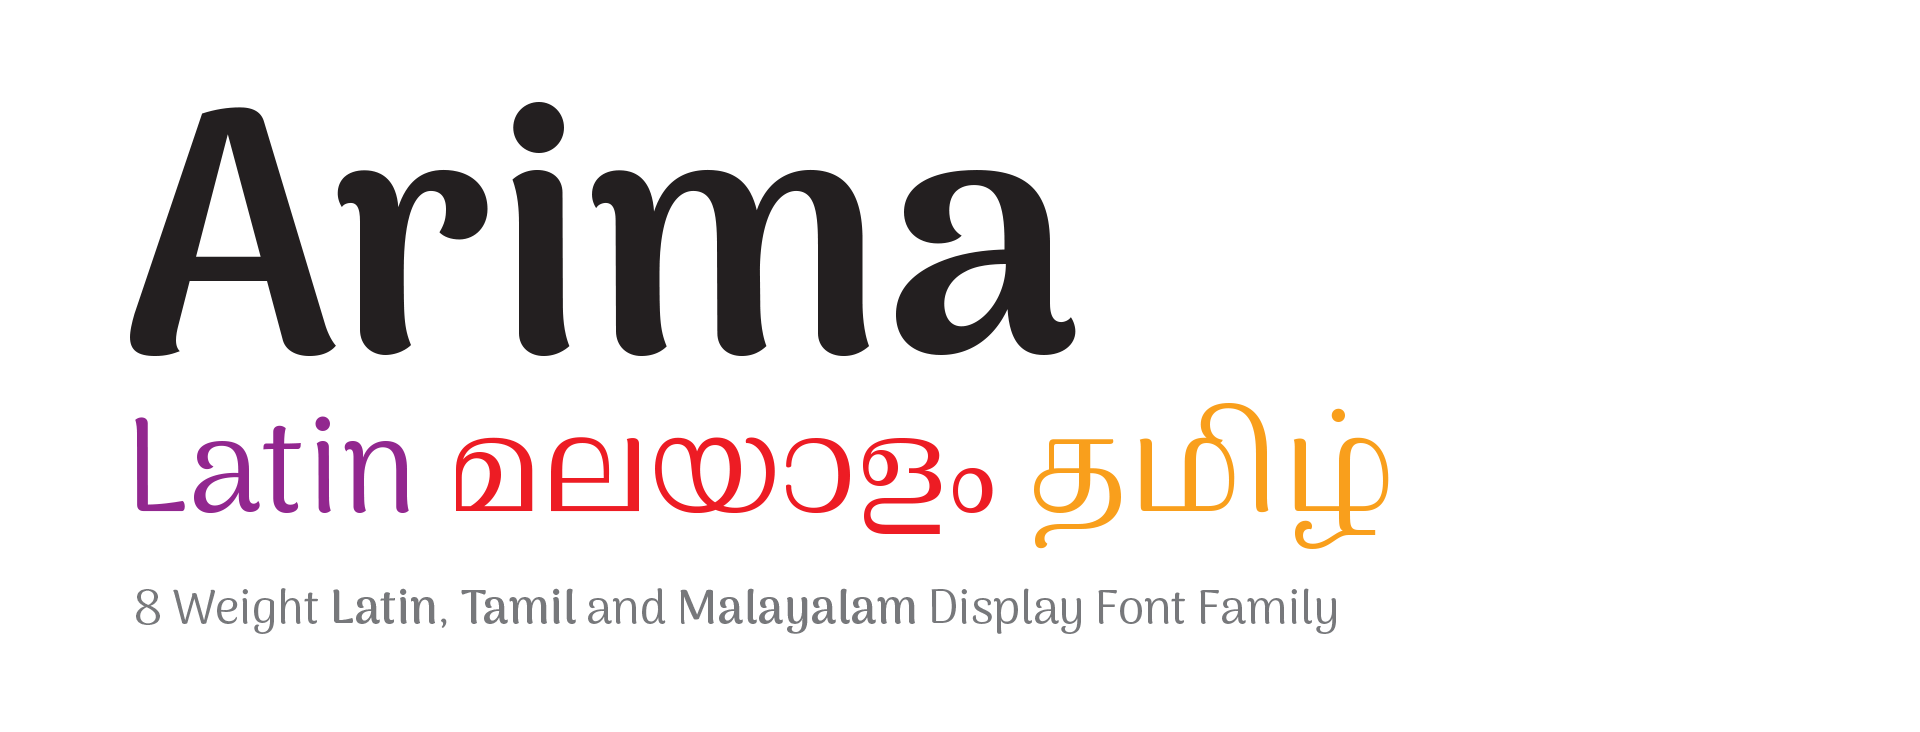 Arima
Latin മലയാളം தமிழ்
8 Weight Latin, Tamil and Malayalam Display Font Family